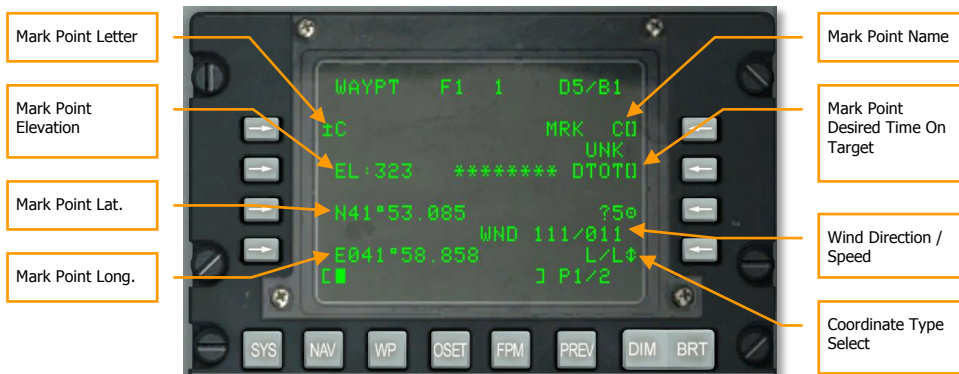 Mark Point Letter
Mark Point
Elevation
Mark Point Lat.
Mark Point Long.
WAYPT F1 1 D5/B1
±C MRK C[]
UNK
EL:323 ******** DTOT[]
N41°53.085 ?5⊙
WND 111/011
E041°58.858 L/L↕
[█ ] P1/2
SYS NAV WP OSET FPM PREV DIM BRT
Mark Point Name
Mark Point
Desired Time On
Target
Wind Direction /
Speed
Coordinate Type
Select